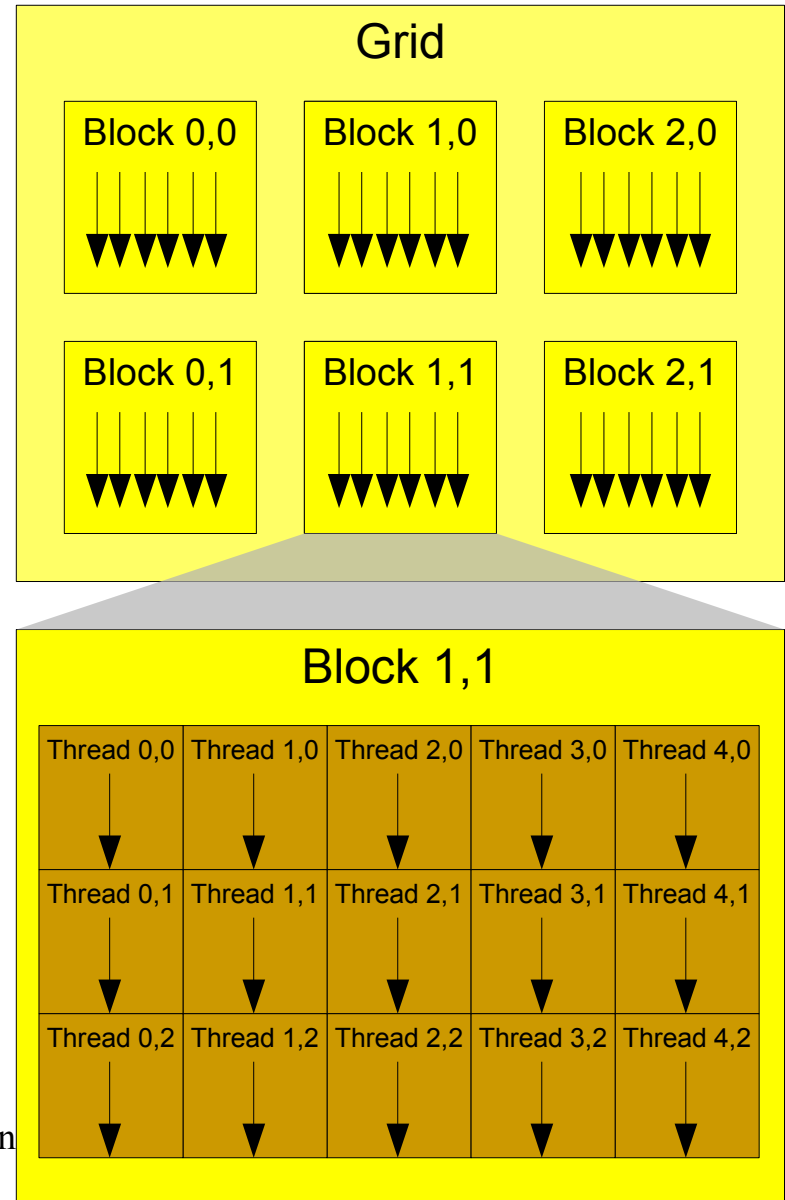 Grid
Block 0,0 Block 1,0 Block 2,0
Block 0,1 Block 1,1 Block 2,1
Block 1,1
Thread 0,0 Thread 1,0 Thread 2,0 Thread 3,0 Thread 4,0
Thread 0,1 Thread 1,1 Thread 2,1 Thread 3,1 Thread 4,1
Thread 0,2 Thread 1,2 Thread 2,2 Thread 3,2 Thread 4,2
n